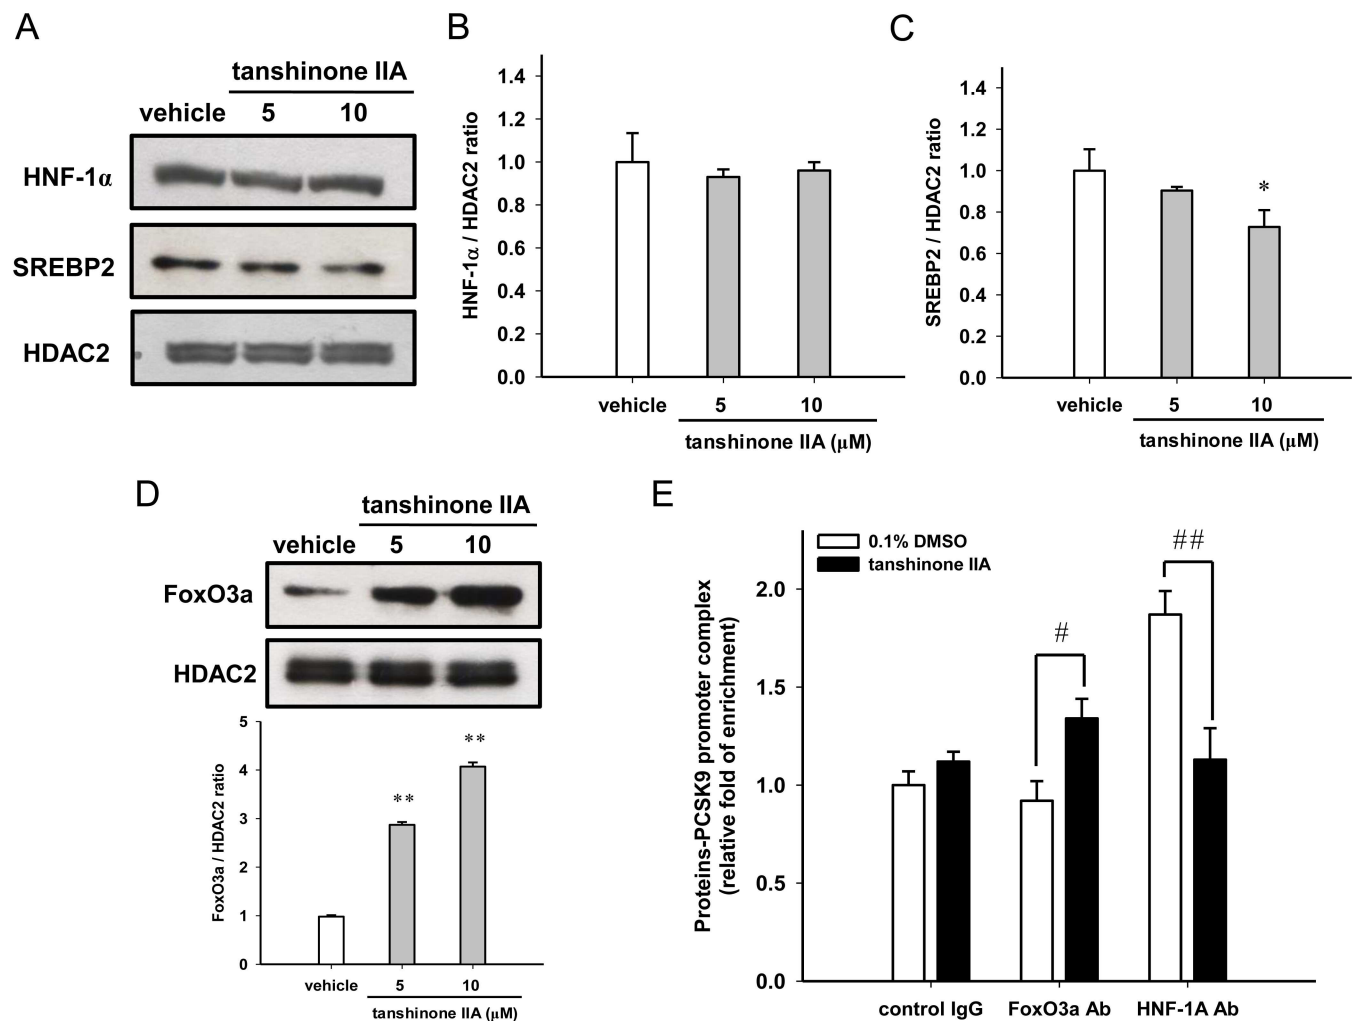 A
tanshinone IIA
vehicle 5 10
HNF-1α
SREBP2
HDAC2
B
HNF-1α / HDAC2 ratio
1.4
1.2
1.0
0.8
0.6
0.4
0.2
0.0
vehicle 5 10
tanshinone IIA (μM)
C
SREBP2 / HDAC2 ratio
1.4
1.2
1.0
0.8
0.6
0.4
0.2
0.0
*
vehicle 5 10
tanshinone IIA (μM)
D
tanshinone IIA
vehicle 5 10
FoxO3a
HDAC2
FoxO3a / HDAC2 ratio
5
4
3
2
1
0
**
**
vehicle 5 10
tanshinone IIA (μM)
E
Proteins-PCSK9 promoter complex
(relative fold of enrichment)
0.1% DMSO
tanshinone IIA
2.0
1.5
1.0
0.5
0.0
#
##
control IgG FoxO3a Ab HNF-1A Ab